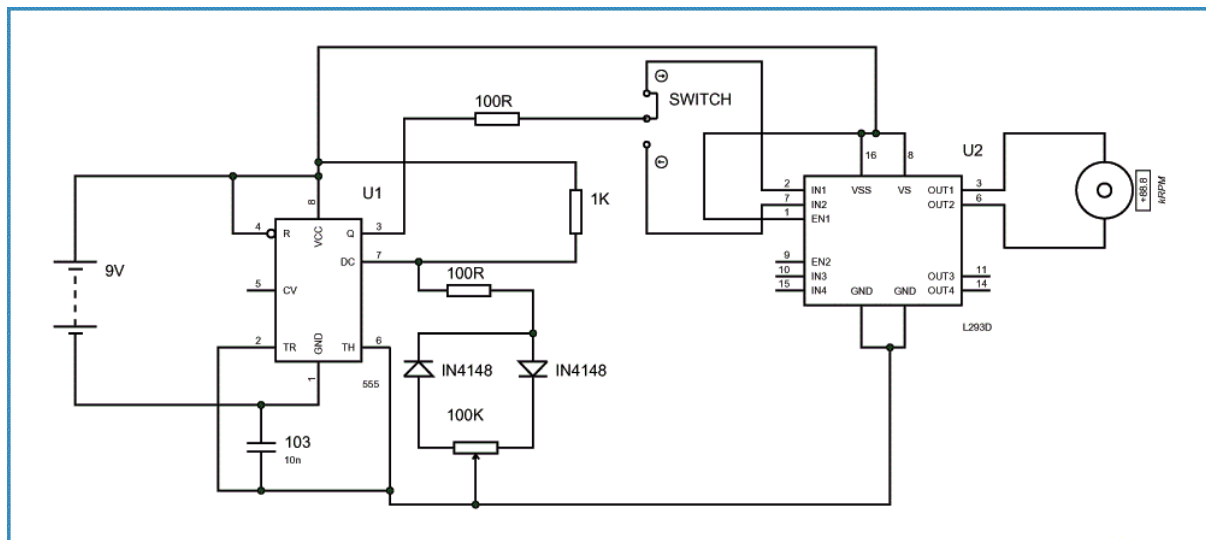 100R
SWITCH
9V
U1
8
VCC
4
R
Q
3
DC
7
5
CV
2
TR
GND
1
TH
6
555
1K
100R
IN4148
IN4148
100K
103
10n
U2
16
8
VSS
VS
2
IN1
7
IN2
1
EN1
9
EN2
10
IN3
15
IN4
OUT1
3
OUT2
6
OUT3
11
OUT4
14
GND
GND
L293D
+88.8
kRPM